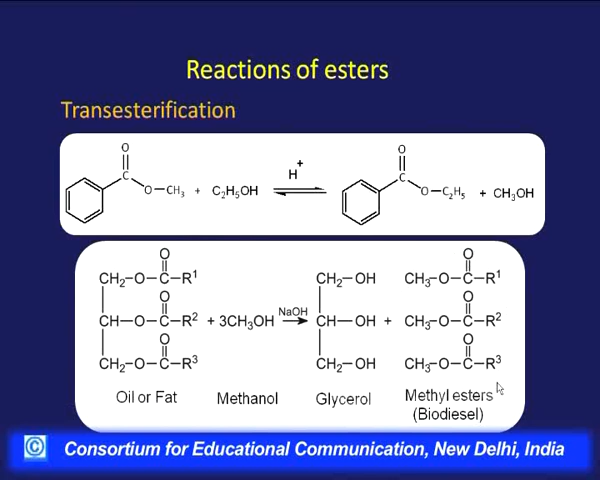 Reactions of esters
Transesterification
O
C
O—CH₃ + C₂H₅OH
H⁺
O
C
O—C₂H₅ + CH₃OH
O O
CH₂–O–C–R¹ CH₂–OH CH₃–O–C–R¹
O O
CH–O–C–R² + 3CH₃OH NaOH CH–OH + CH₃–O–C–R²
O O
CH₂–O–C–R³ CH₂–OH CH₃–O–C–R³
Oil or Fat Methanol Glycerol Methyl esters
(Biodiesel)
© Consortium for Educational Communication, New Delhi, India